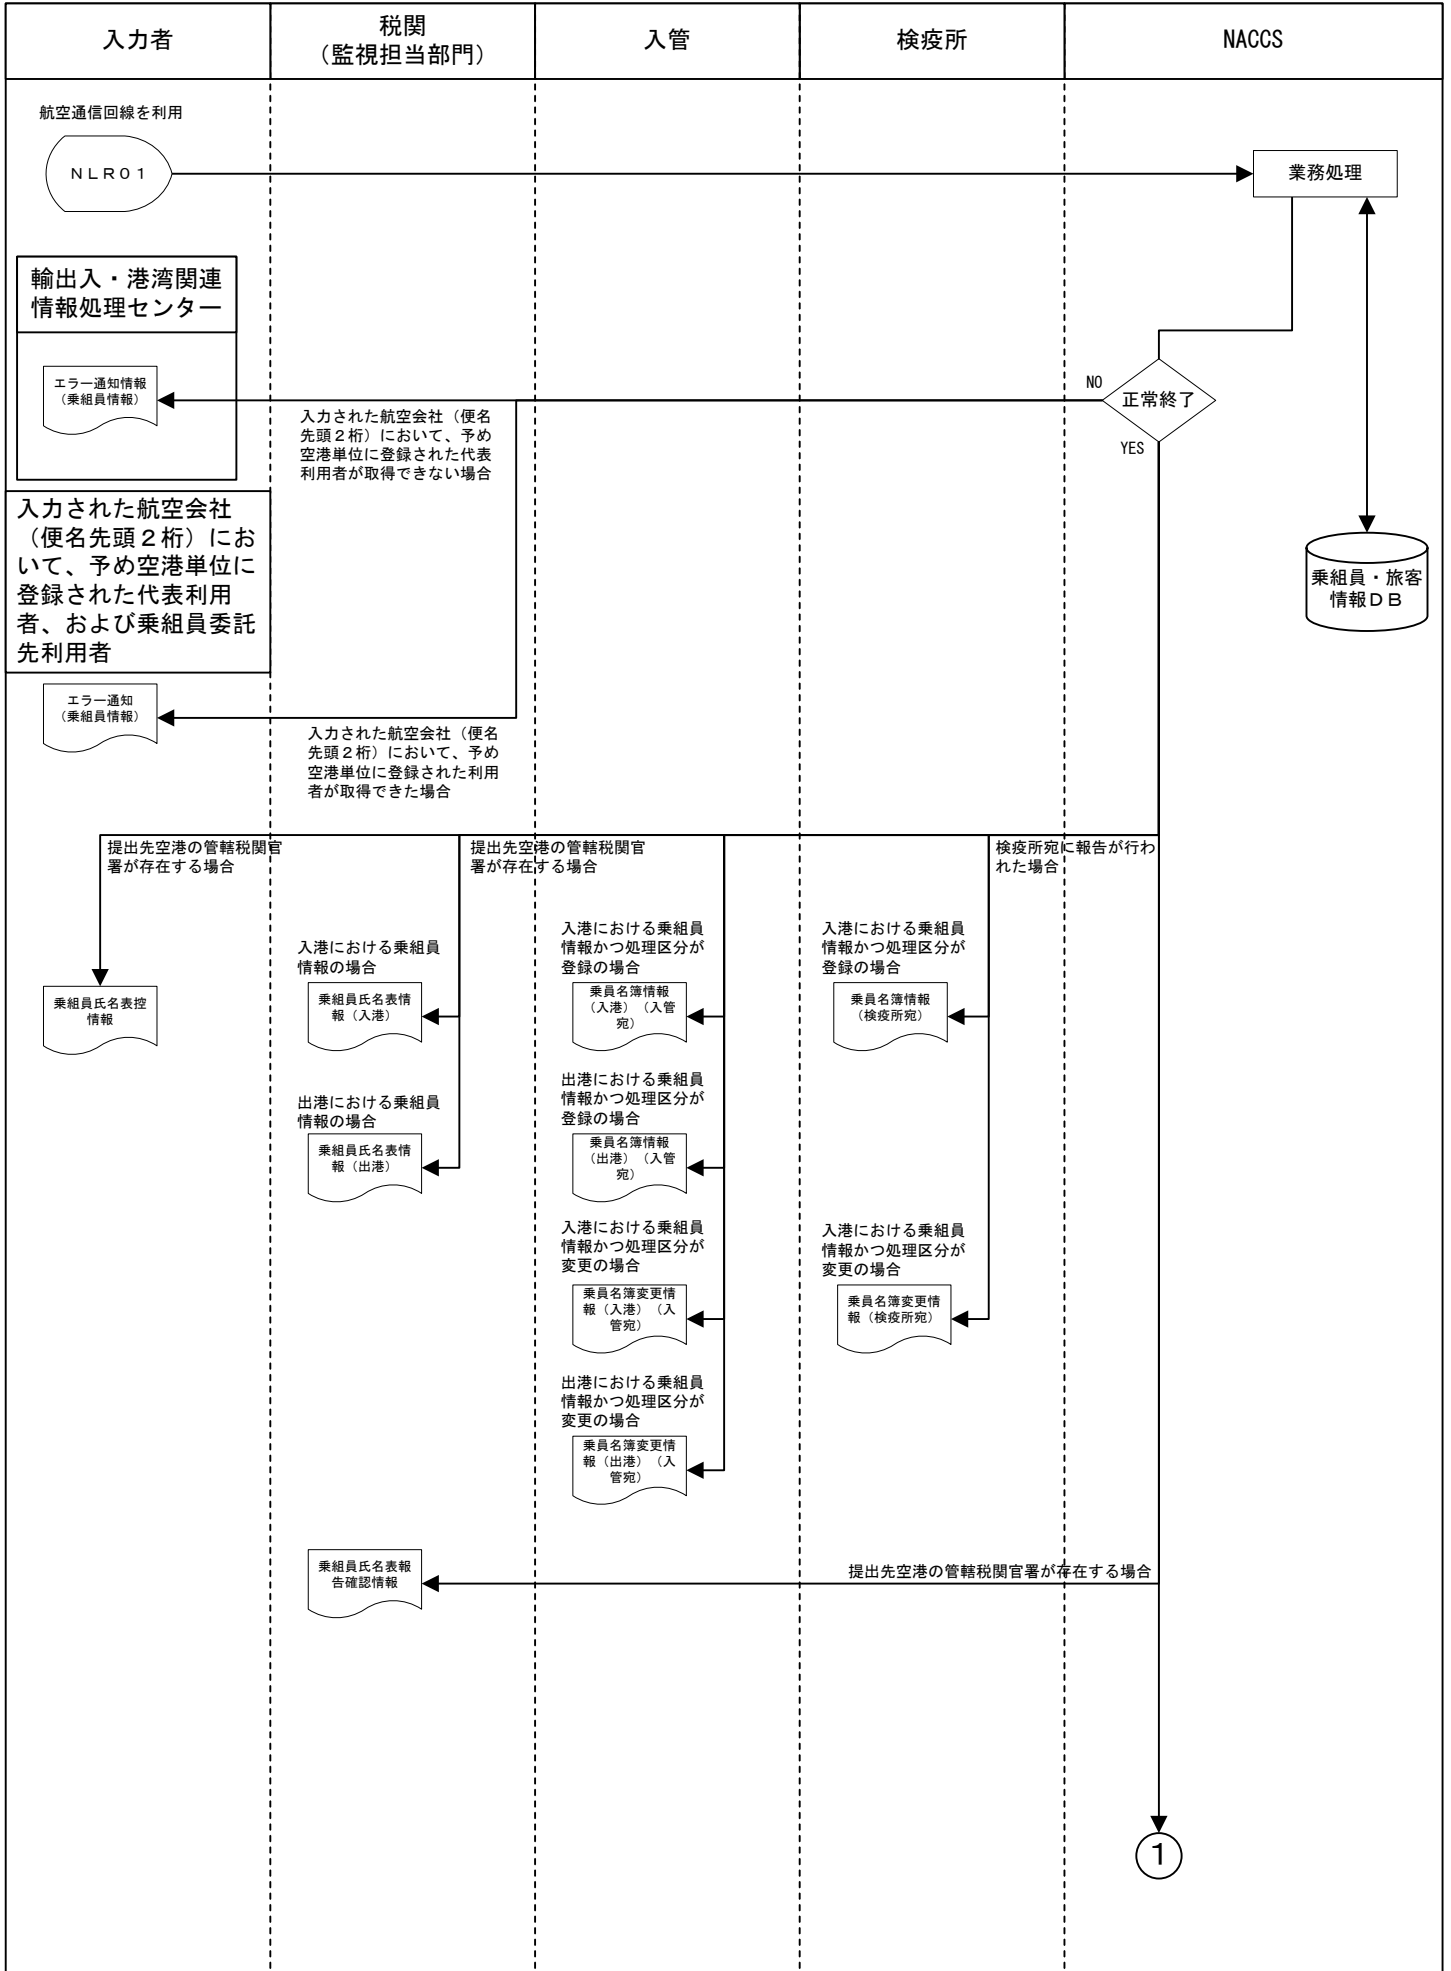 入力者
税関
（監視担当部門）
入管
検疫所
NACCS
航空通信回線を利用
ＮＬＲ０１
業務処理
輸出入・港湾関連
情報処理センター
エラー通知情報
（乗組員情報）
NO
正常終了
YES
入力された航空会社（便名
先頭２桁）において、予め
空港単位に登録された代表
利用者が取得できない場合
入力された航空会社
（便名先頭２桁）にお
いて、予め空港単位に
登録された代表利用
者、および乗組員委託
先利用者
乗組員・旅客
情報ＤＢ
エラー通知
（乗組員情報）
入力された航空会社（便名
先頭２桁）において、予め
空港単位に登録された利用
者が取得できた場合
提出先空港の管轄税関官
署が存在する場合
提出先空港の管轄税関官
署が存在する場合
検疫所宛に報告が行わ
れた場合
乗組員氏名表控
情報
入港における乗組員
情報の場合
乗組員氏名表情
報（入港）
出港における乗組員
情報の場合
乗組員氏名表情
報（出港）
入港における乗組員
情報かつ処理区分が
登録の場合
乗員名簿情報
（入港）（入管
宛）
出港における乗組員
情報かつ処理区分が
登録の場合
乗員名簿情報
（出港）（入管
宛）
入港における乗組員
情報かつ処理区分が
変更の場合
乗員名簿変更情
報（入港）（入
管宛）
出港における乗組員
情報かつ処理区分が
変更の場合
乗員名簿変更情
報（出港）（入
管宛）
入港における乗組員
情報かつ処理区分が
登録の場合
乗員名簿情報
（検疫所宛）
入港における乗組員
情報かつ処理区分が
変更の場合
乗員名簿変更情
報（検疫所宛）
乗組員氏名表報
告確認情報
提出先空港の管轄税関官署が存在する場合
1